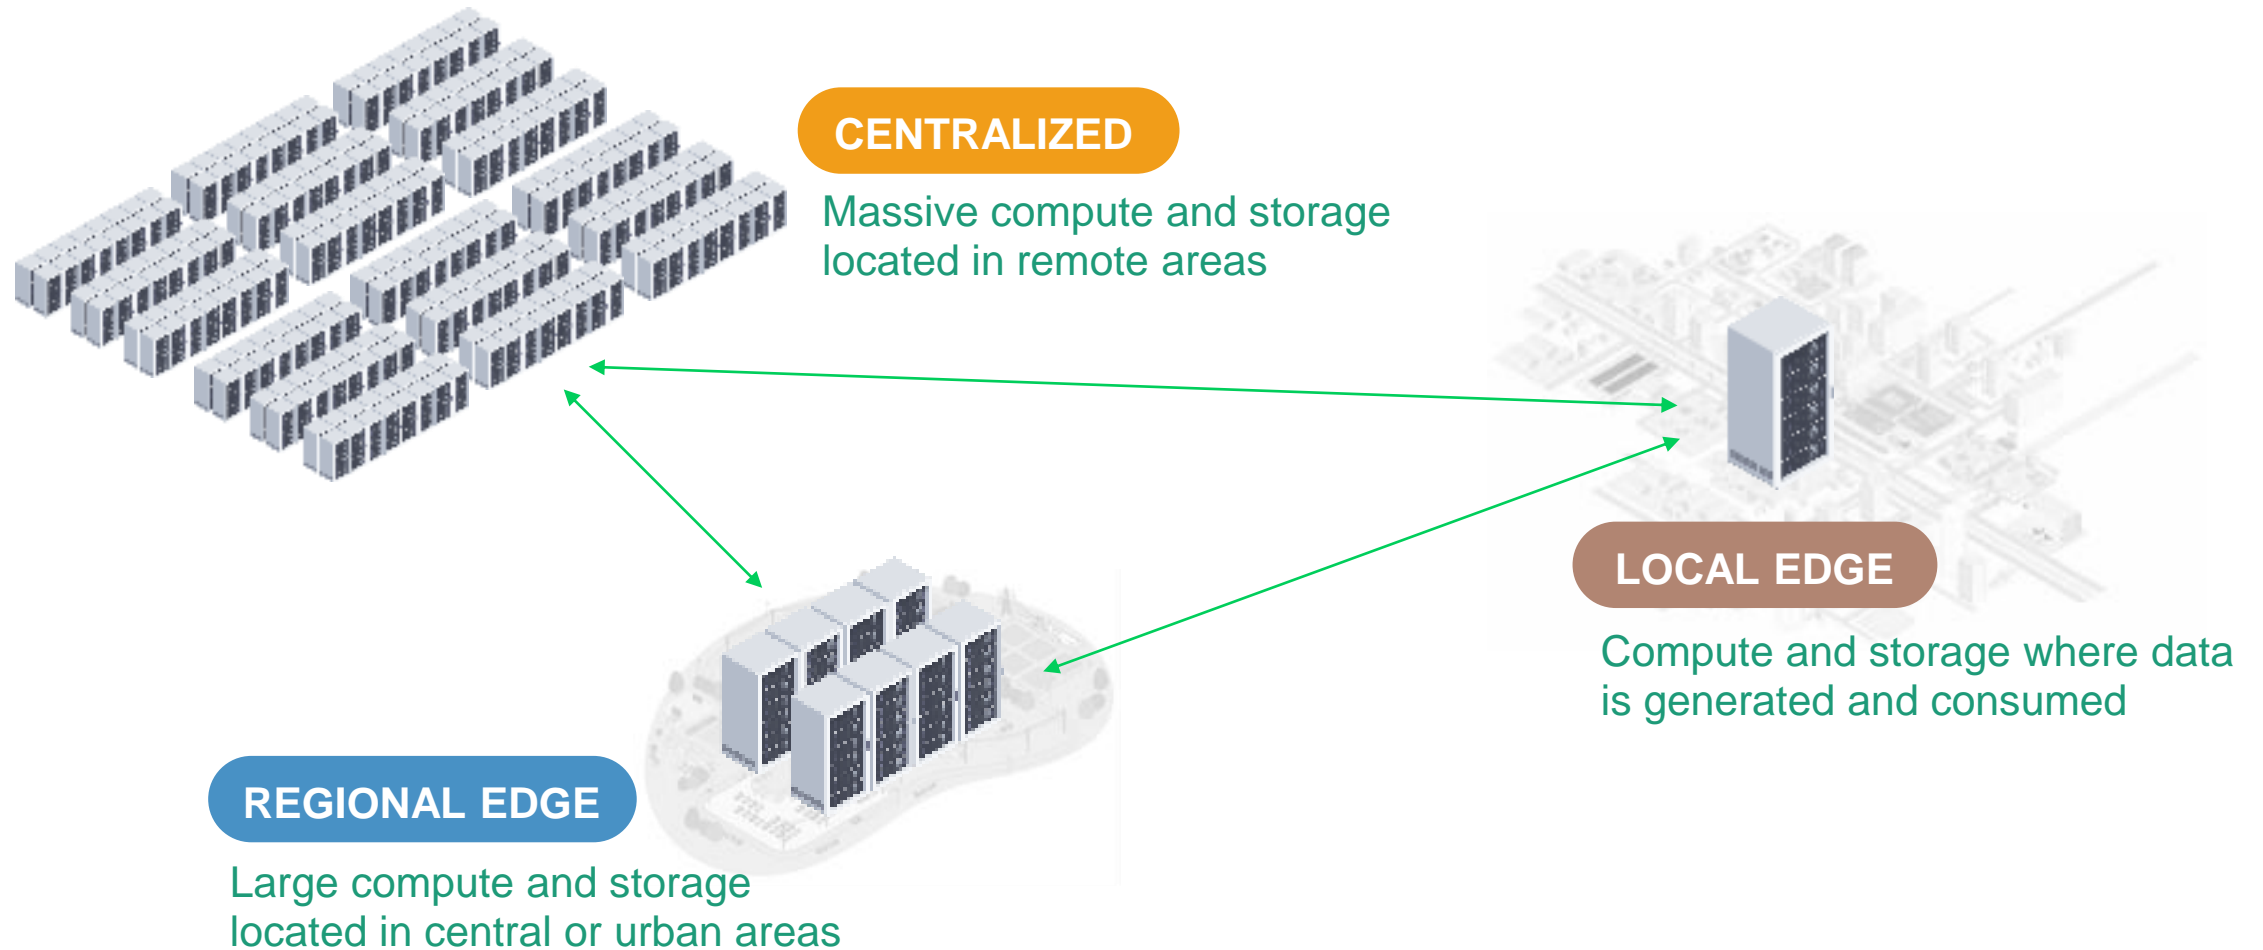 CENTRALIZED
Massive compute and storage
located in remote areas
LOCAL EDGE
Compute and storage where data
is generated and consumed
REGIONAL EDGE
Large compute and storage
located in central or urban areas